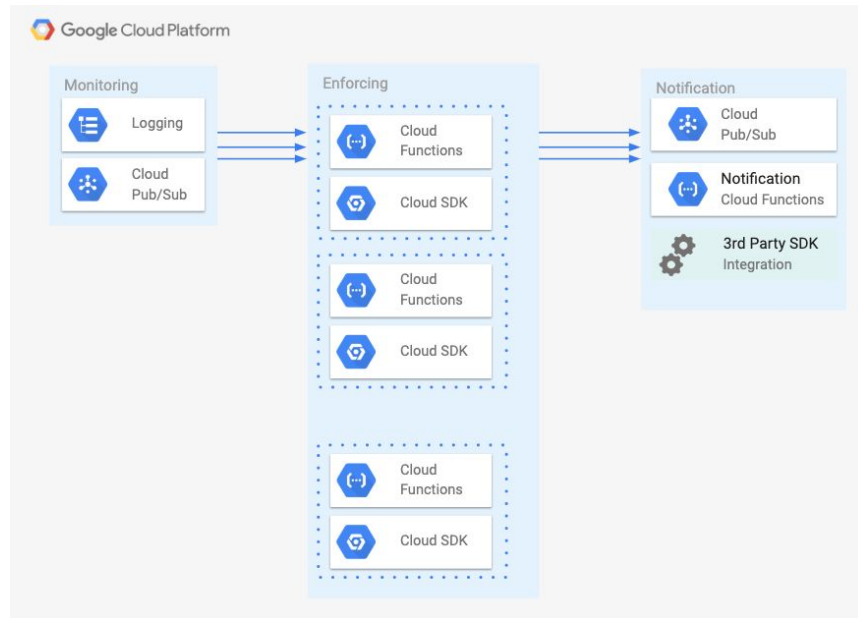 Google Cloud Platform
Monitoring
Logging
Cloud
Pub/Sub
Enforcing
Cloud
Functions
Cloud SDK
Cloud
Functions
Cloud SDK
Cloud
Functions
Cloud SDK
Notification
Cloud
Pub/Sub
Notification
Cloud Functions
3rd Party SDK
Integration